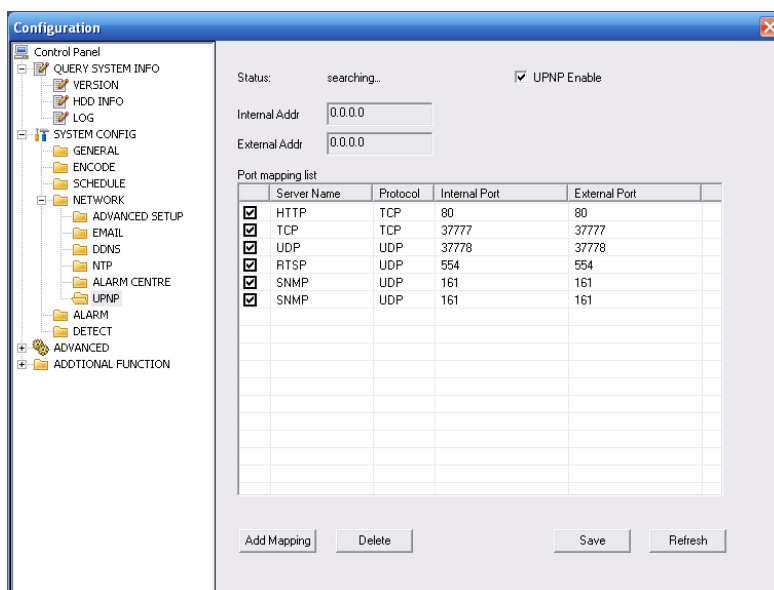 Configuration
Control Panel
QUERY SYSTEM INFO
VERSION
HDD INFO
LOG
SYSTEM CONFIG
GENERAL
ENCODE
SCHEDULE
NETWORK
ADVANCED SETUP
EMAIL
DDNS
NTP
ALARM CENTRE
UPNP
ALARM
DETECT
ADVANCED
ADDTIONAL FUNCTION
Status: searching... UPNP Enable
Internal Addr 0.0.0.0
External Addr 0.0.0.0
Port mapping list
Server Name Protocol Internal Port External Port
HTTP TCP 80 80
TCP TCP 37777 37777
UDP UDP 37778 37778
RTSP UDP 554 554
SNMP UDP 161 161
SNMP UDP 161 161
Add Mapping Delete Save Refresh